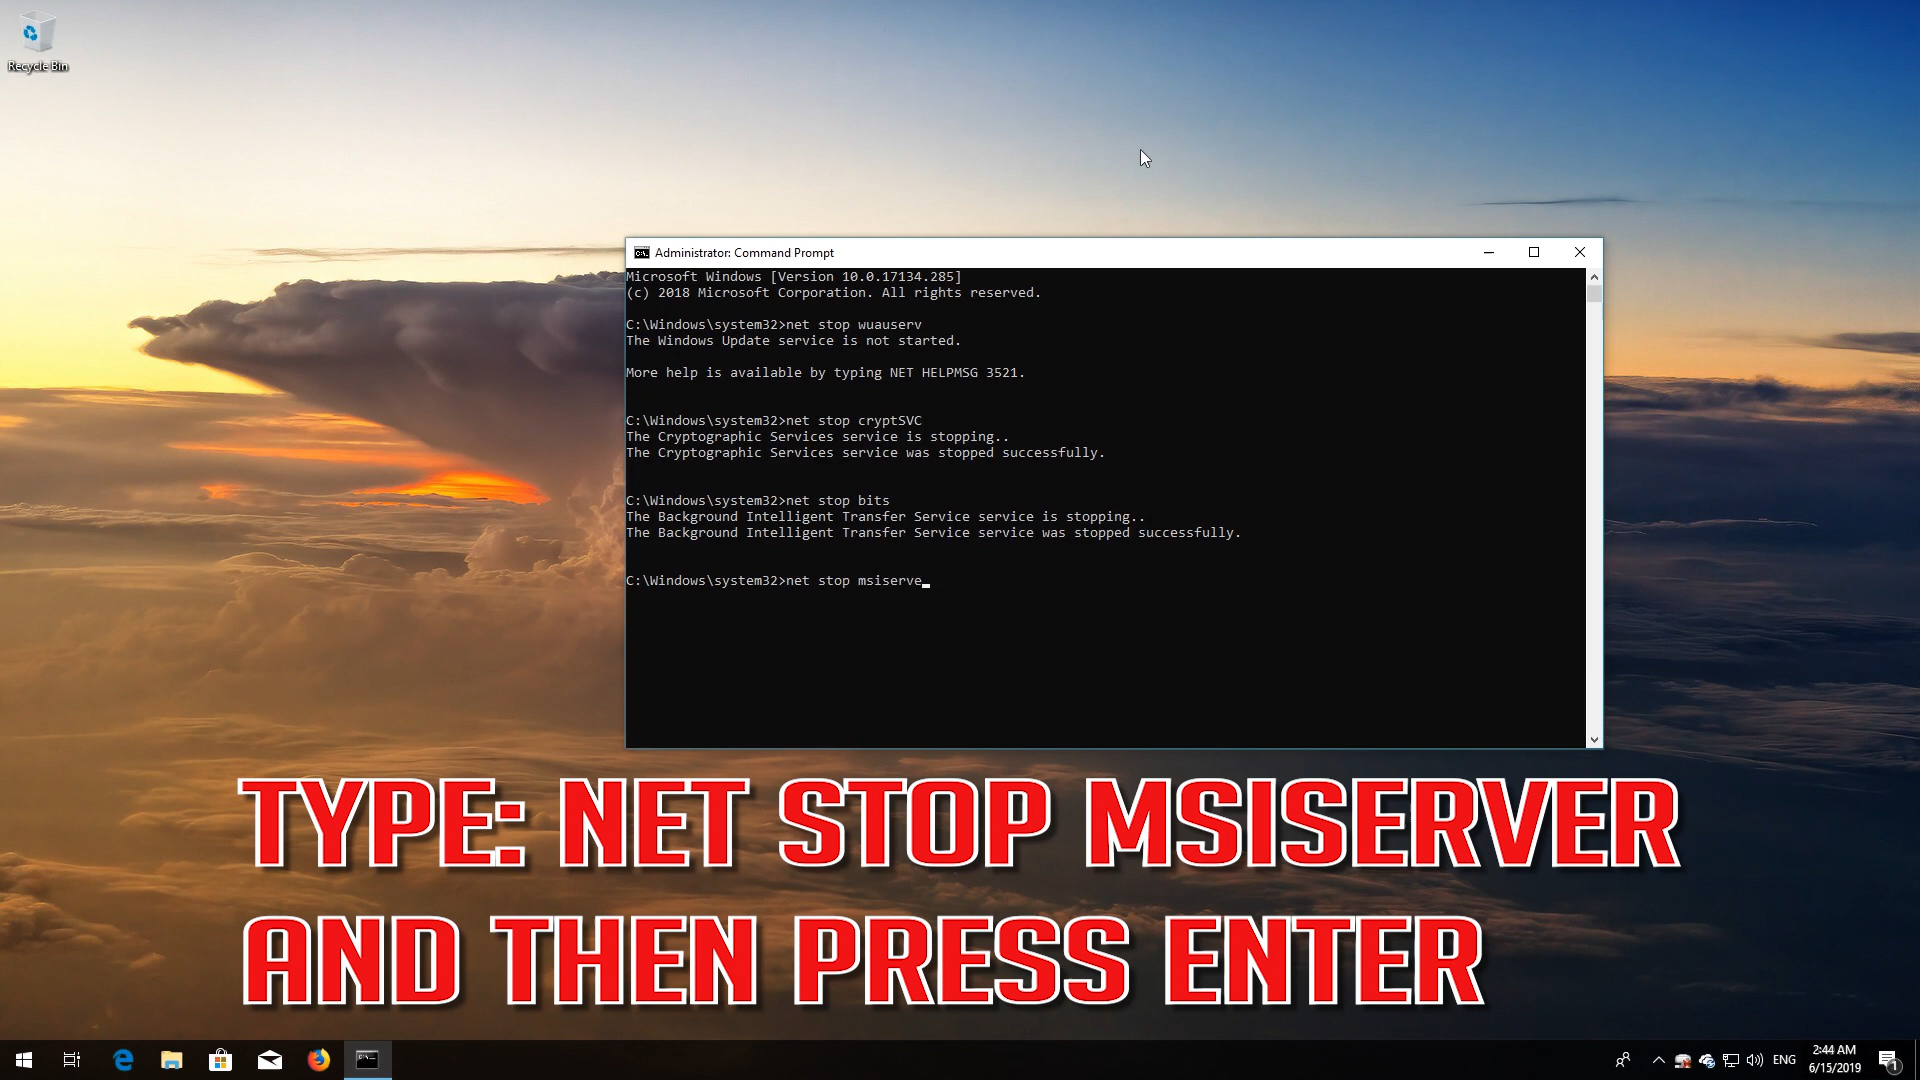 Recycle Bin
Administrator: Command Prompt
Microsoft Windows [Version 10.0.17134.285]
(c) 2018 Microsoft Corporation. All rights reserved.
C:\Windows\system32>net stop wuauserv
The Windows Update service is not started.
More help is available by typing NET HELPMSG 3521.
C:\Windows\system32>net stop cryptSVC
The Cryptographic Services service is stopping..
The Cryptographic Services service was stopped successfully.
C:\Windows\system32>net stop bits
The Background Intelligent Transfer Service service is stopping..
The Background Intelligent Transfer Service service was stopped successfully.
C:\Windows\system32>net stop msiserve
TYPE: NET STOP MSISERVER
AND THEN PRESS ENTER
ENG
2:44 AM
6/15/2019
1